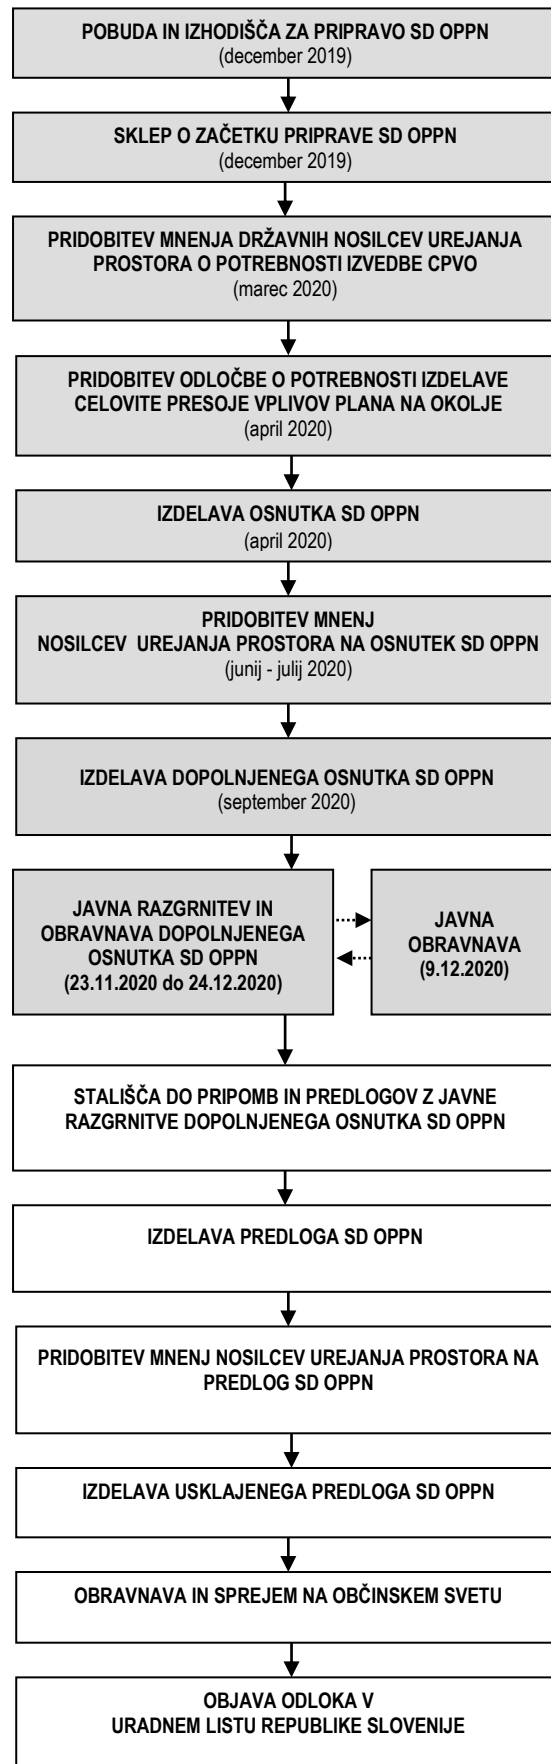 POBUDA IN IZHODIŠČA ZA PRIPRAVO SD OPPN
(december 2019)
SKLEP O ZAČETKU PRIPRAVE SD OPPN
(december 2019)
PRIDOBITEV MNENJA DRŽAVNIH NOSILCEV UREJANJA
PROSTORA O POTREBNOSTI IZVEDBE CPVO
(marec 2020)
PRIDOBITEV ODLOČBE O POTREBNOSTI IZDELAVE
CELOVITE PRESOJE VPLIVOV PLANA NA OKOLJE
(april 2020)
IZDELAVA OSNUTKA SD OPPN
(april 2020)
PRIDOBITEV MNENJ
NOSILCEV UREJANJA PROSTORA NA OSNUTEK SD OPPN
(junij - julij 2020)
IZDELAVA DOPOLNJENEGA OSNUTKA SD OPPN
(september 2020)
JAVNA RAZGRNITEV IN
OBRAVNAVA DOPOLNJENEGA
OSNUTKA SD OPPN
(23.11.2020 do 24.12.2020)
JAVNA
OBRAVNAVA
(9.12.2020)
STALIŠČA DO PRIPOMB IN PREDLOGOV Z JAVNE
RAZGRNITVE DOPOLNJENEGA OSNUTKA SD OPPN
IZDELAVA PREDLOGA SD OPPN
PRIDOBITEV MNENJ NOSILCEV UREJANJA PROSTORA NA
PREDLOG SD OPPN
IZDELAVA USKLAJENEGA PREDLOGA SD OPPN
OBRAVNAVA IN SPREJEM NA OBČINSKEM SVETU
OBJAVA ODLOKA V
URADNEM LISTU REPUBLIKE SLOVENIJE